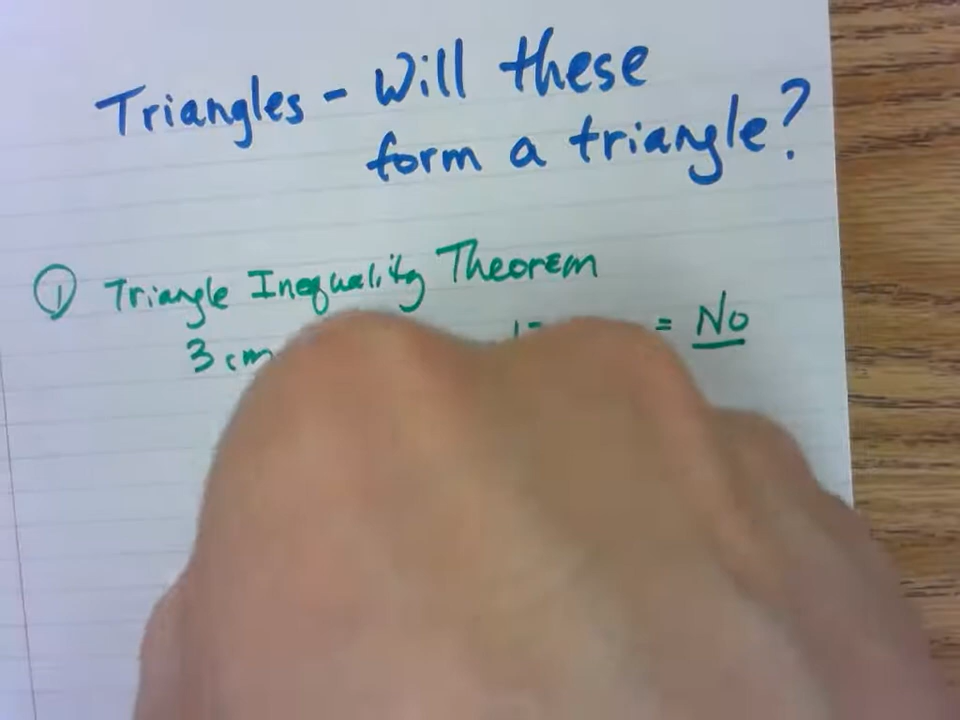 Triangles - Will these
form a triangle?
① Triangle Inequality Theorem
3 cm = No